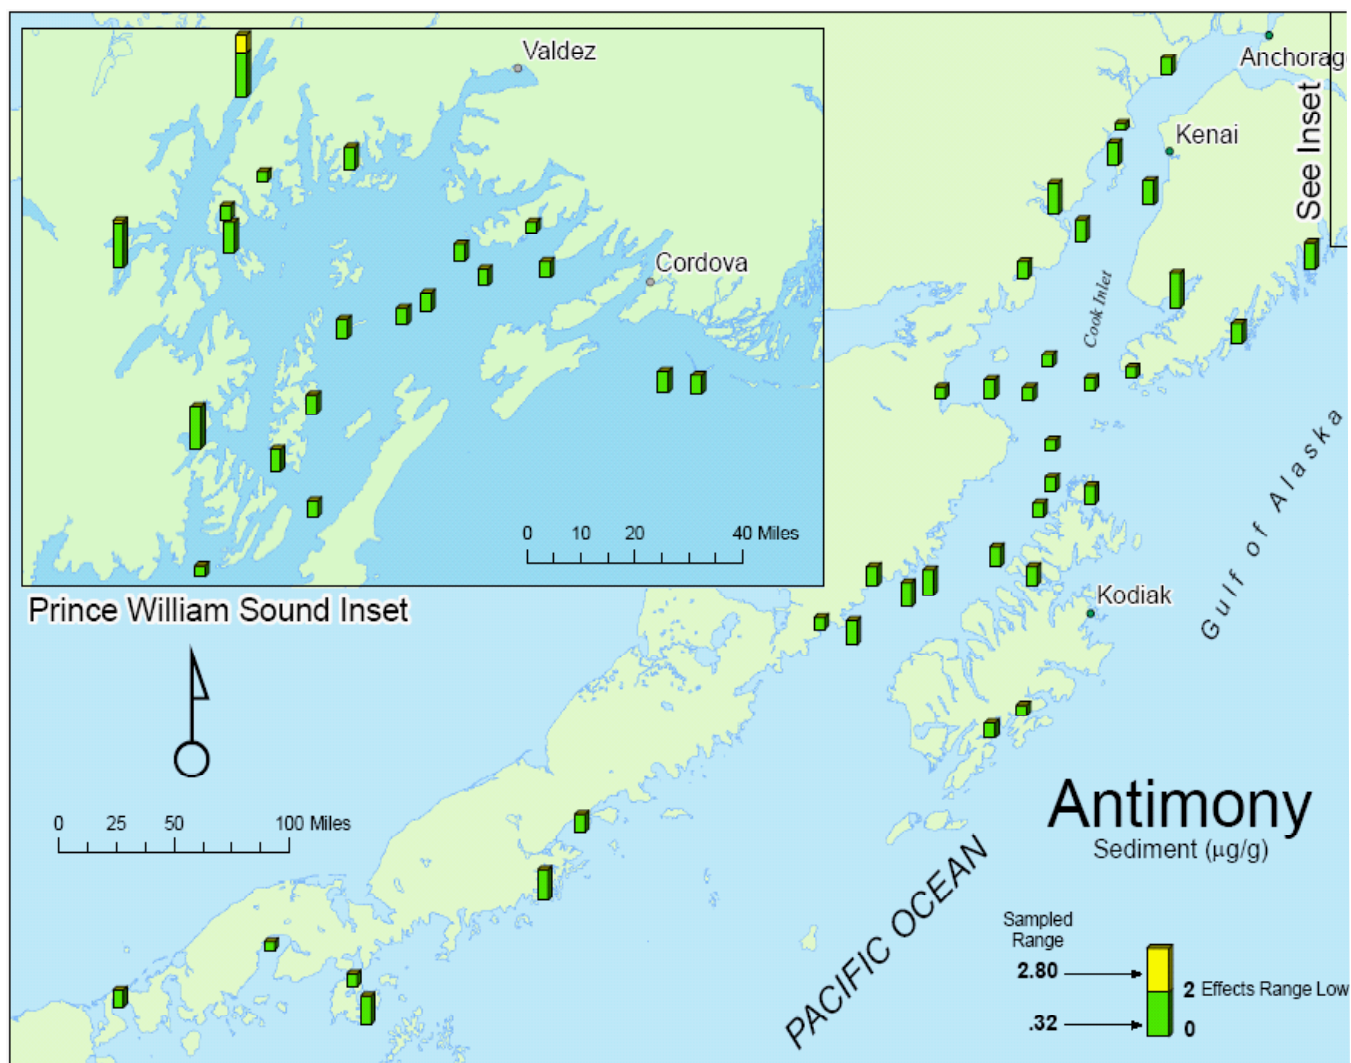 Valdez
Cordova
0 10 20 40 Miles
Prince William Sound Inset
Anchorag
See Inset
Kenai
Cook Inlet
Gulf of Alaska
Kodiak
0 25 50 100 Miles
PACIFIC OCEAN
Antimony
Sediment (µg/g)
Sampled
Range
2.80
2 Effects Range Low
.32
0